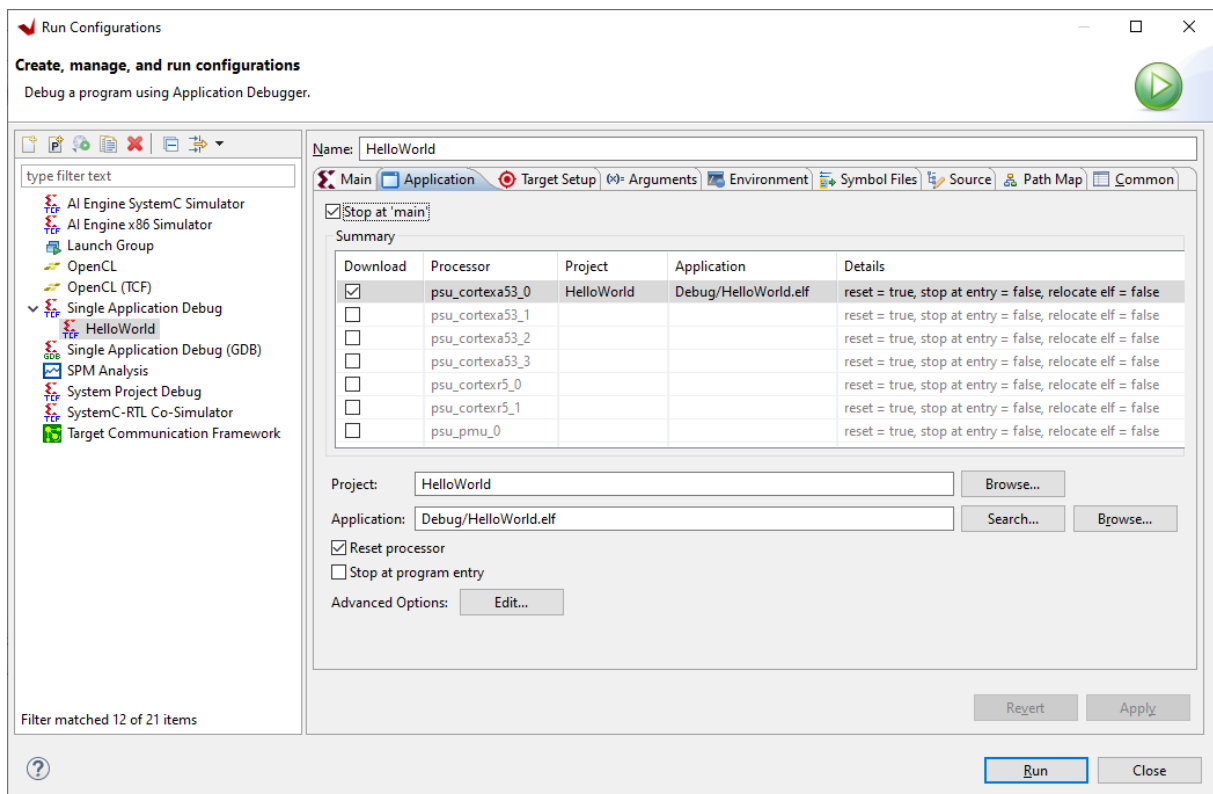 Run Configurations
Create, manage, and run configurations
Debug a program using Application Debugger.
type filter text
AI Engine SystemC Simulator
AI Engine x86 Simulator
Launch Group
OpenCL
OpenCL (TCF)
Single Application Debug
HelloWorld
Single Application Debug (GDB)
SPM Analysis
System Project Debug
SystemC-RTL Co-Simulator
Target Communication Framework
Filter matched 12 of 21 items
Name: HelloWorld
Main Application Target Setup (x)= Arguments Environment Symbol Files Source Path Map Common
Stop at 'main'
Summary
Download Processor Project Application Details
psu_cortexa53_0 HelloWorld Debug/HelloWorld.elf reset = true, stop at entry = false, relocate elf = false
psu_cortexa53_1 reset = true, stop at entry = false, relocate elf = false
psu_cortexa53_2 reset = true, stop at entry = false, relocate elf = false
psu_cortexa53_3 reset = true, stop at entry = false, relocate elf = false
psu_cortexr5_0 reset = true, stop at entry = false, relocate elf = false
psu_cortexr5_1 reset = true, stop at entry = false, relocate elf = false
psu_pmu_0 reset = true, stop at entry = false, relocate elf = false
Project: HelloWorld Browse...
Application: Debug/HelloWorld.elf Search... Browse...
Reset processor
Stop at program entry
Advanced Options: Edit...
Revert Apply
Run Close